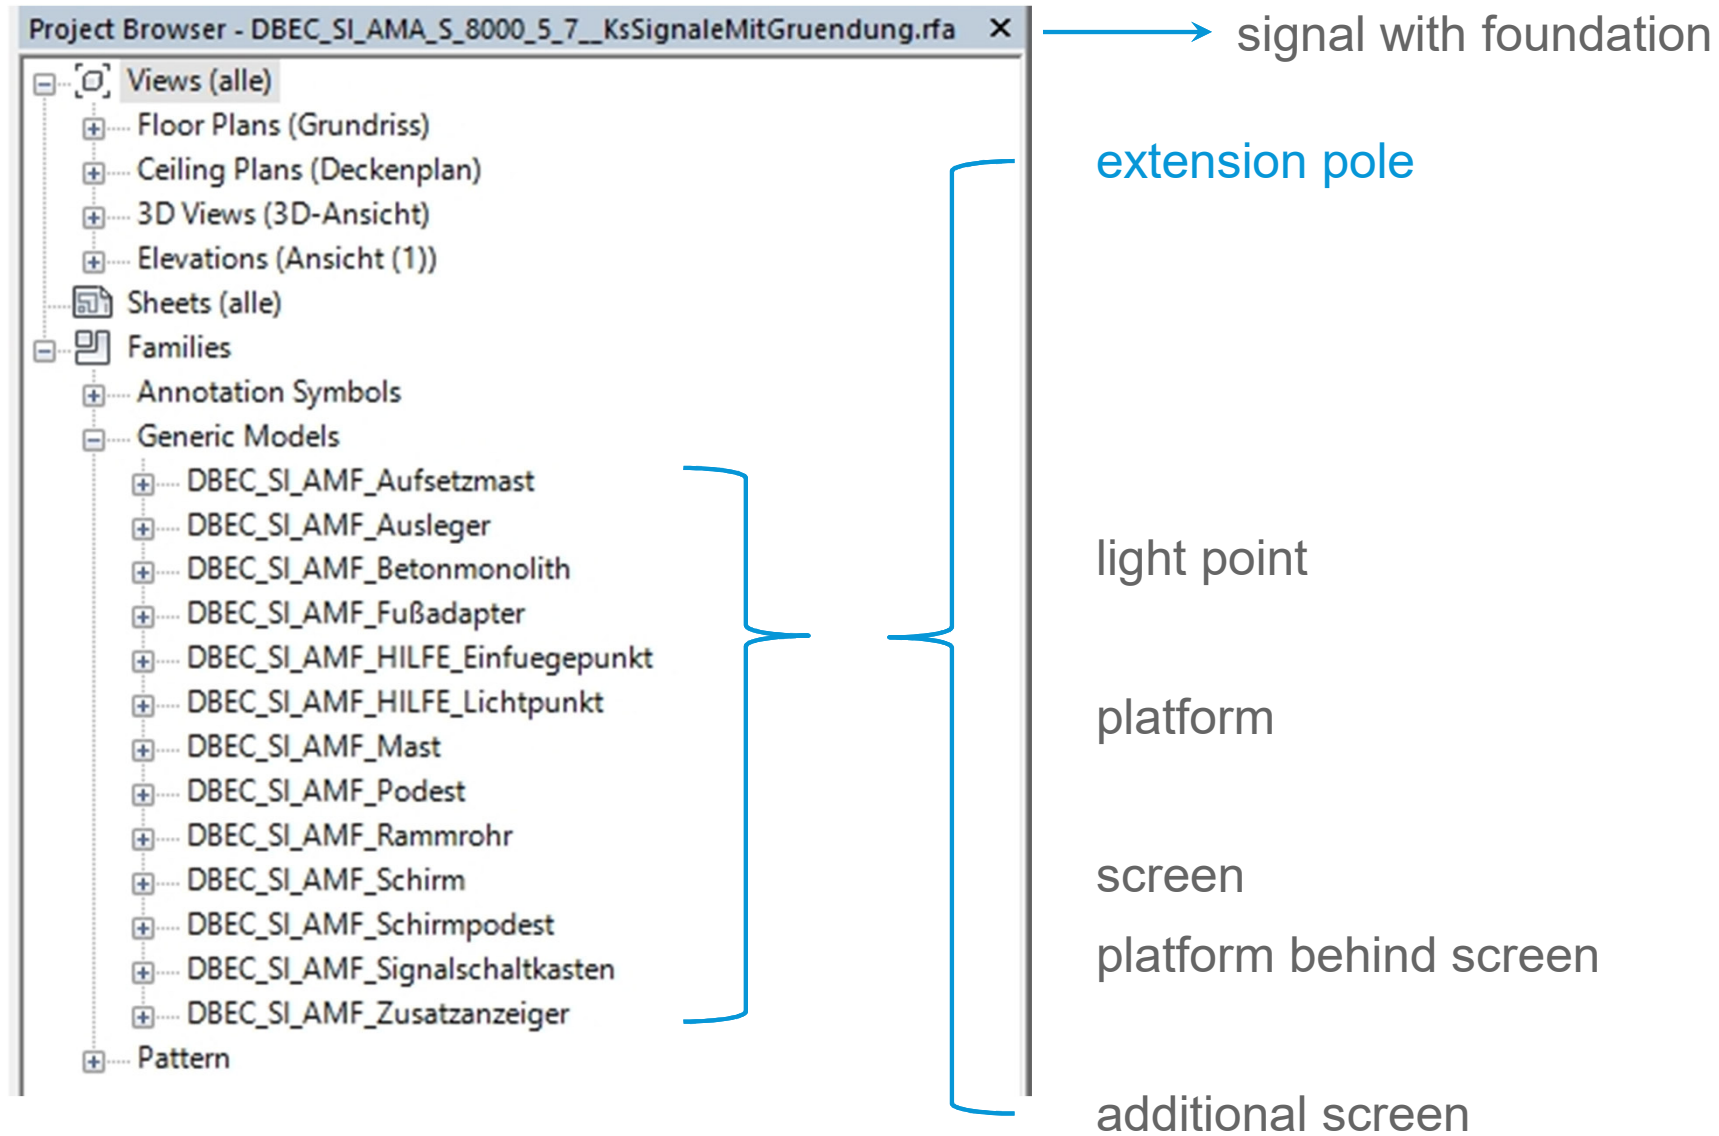 Project Browser - DBEC_SI_AMA_S_8000_5_7__KsSignaleMitGruendung.rfa
signal with foundation
Views (alle)
Floor Plans (Grundriss)
Ceiling Plans (Deckenplan)
3D Views (3D-Ansicht)
Elevations (Ansicht (1))
Sheets (alle)
Families
Annotation Symbols
Generic Models
DBEC_SI_AMF_Aufsetzmast
DBEC_SI_AMF_Ausleger
DBEC_SI_AMF_Betonmonolith
DBEC_SI_AMF_Fußadapter
DBEC_SI_AMF_HILFE_Einfuegepunkt
DBEC_SI_AMF_HILFE_Lichtpunkt
DBEC_SI_AMF_Mast
DBEC_SI_AMF_Podest
DBEC_SI_AMF_Rammrohr
DBEC_SI_AMF_Schirm
DBEC_SI_AMF_Schirmpodest
DBEC_SI_AMF_Signalschaltkasten
DBEC_SI_AMF_Zusatzanzeiger
Pattern
extension pole
light point
platform
screen
platform behind screen
additional screen